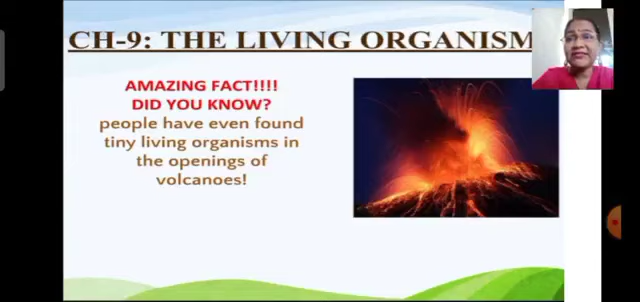 CH-9: THE LIVING ORGANISM
AMAZING FACT!!!!
DID YOU KNOW?
people have even found
tiny living organisms in
the openings of
volcanoes!